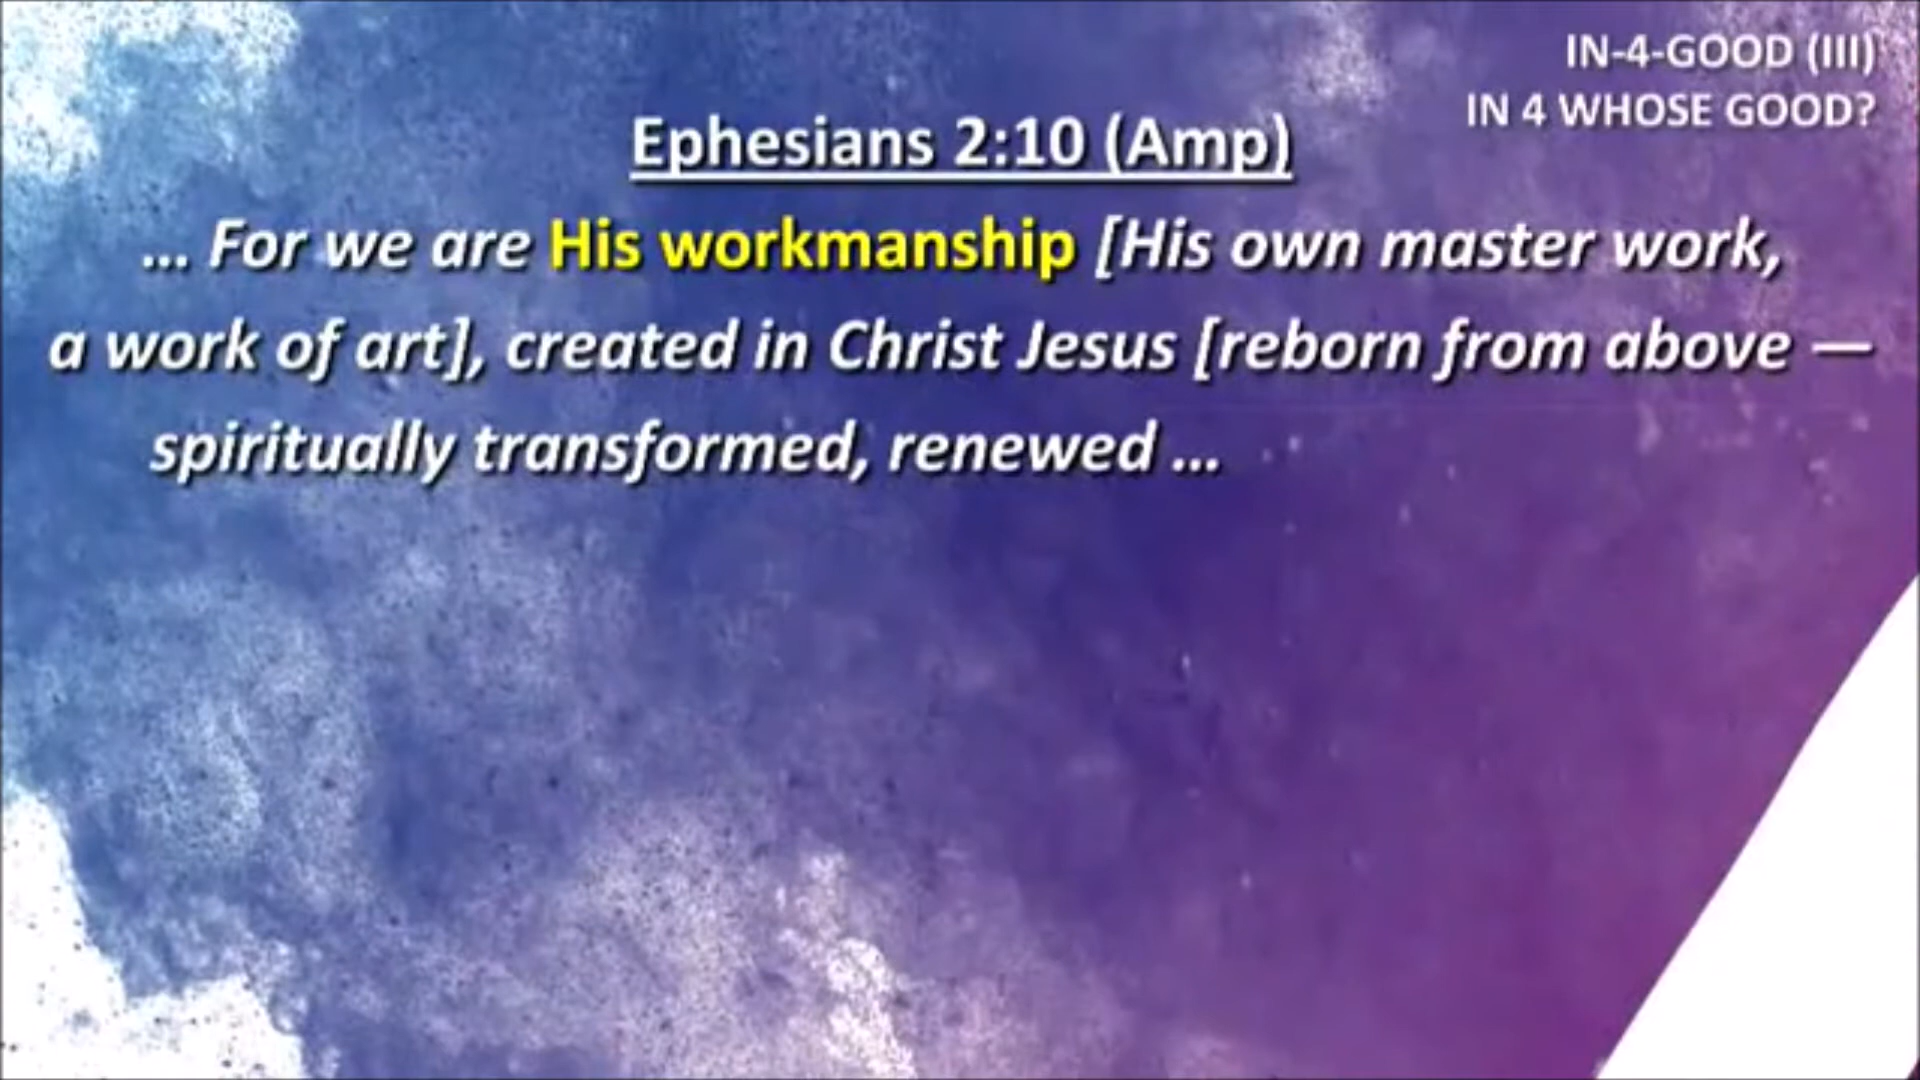 IN-4-GOOD (III)
IN 4 WHOSE GOOD?
Ephesians 2:10 (Amp)
... For we are His workmanship [His own master work,
a work of art], created in Christ Jesus [reborn from above —
spiritually transformed, renewed ...